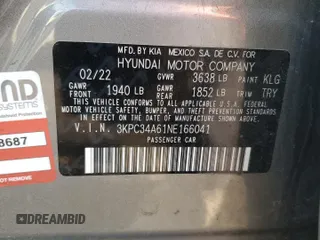 MFD. BY KIA MEXICO S.A. DE C.V. FOR
HYUNDAI MOTOR COMPANY
02/22 GVWR 3638 LB PAINT KLG
GAWR FRONT 1940 LB GAWR REAR 1852 LB TRIM TRY
THIS VEHICLE CONFORMS TO ALL APPLICABLE
FEDERAL MOTOR VEHICLE SAFETY, BUMPER,
AND THEFT PREVENTION STANDARDS IN EFFECT
ON THE DATE OF MANUFACTURE SHOWN ABOVE.
V.I.N. 3KPC34A61NE166041
PASSENGER CAR
ND
SYSTEMS
8687
DREAMBID